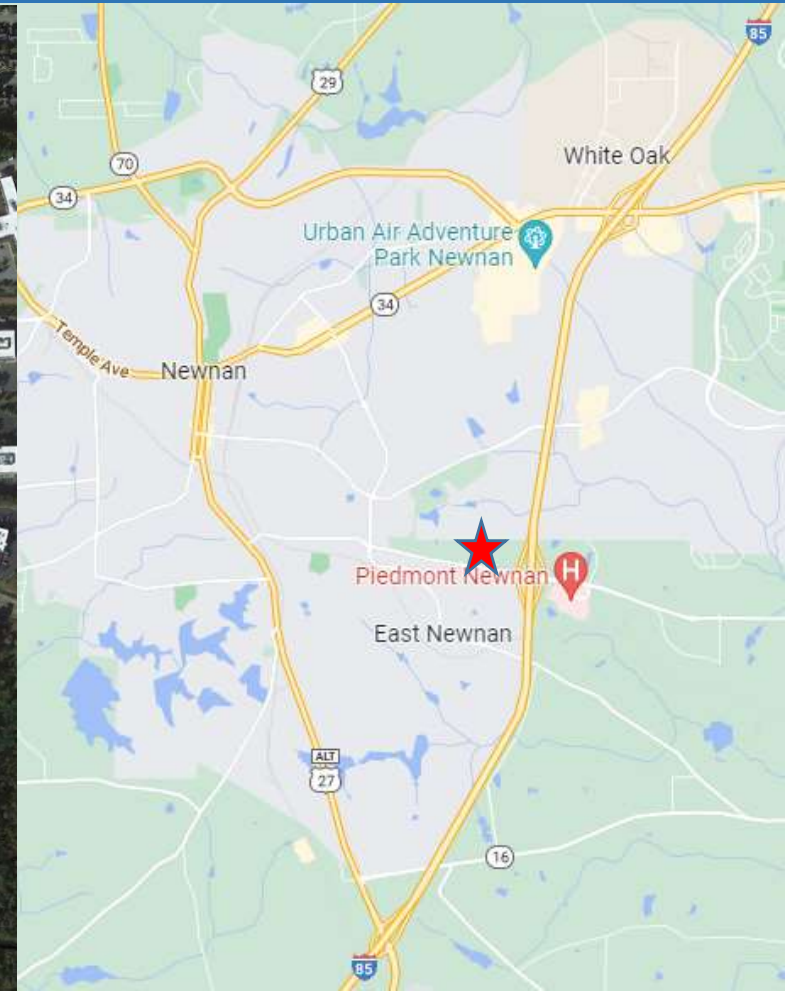 85
29
White Oak
70
34
Urban Air Adventure
Park Newnan
34
Temple Ave
Newnan
Piedmont Newnan
H
East Newnan
ALT
27
16
85